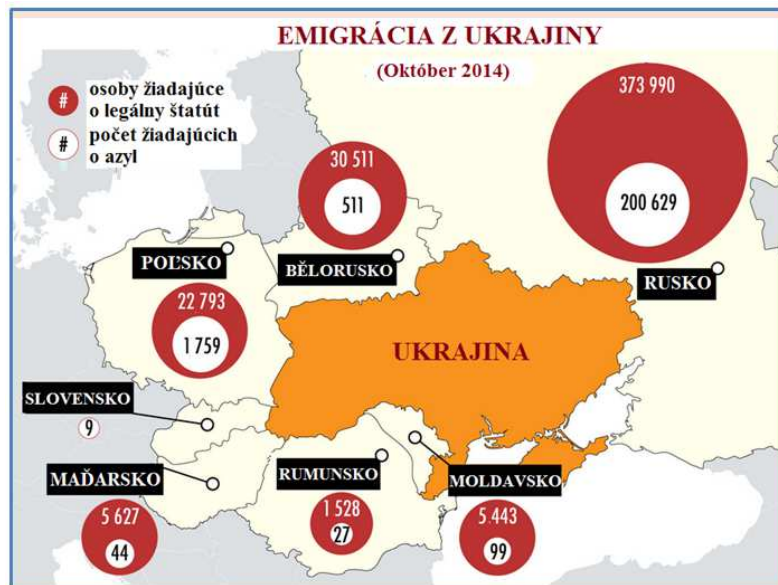 EMIGRÁCIA Z UKRAJINY
(Október 2014)
# osoby žiadajúce
o legálny štatút
# počet žiadajúcich
o azyl
373 990
200 629
RUSKO
30 511
511
BĚLORUSKO
POĽSKO
22 793
1 759
UKRAJINA
SLOVENSKO
9
MAĎARSKO
5 627
44
RUMUNSKO
1 528
27
MOLDAVSKO
5.443
99